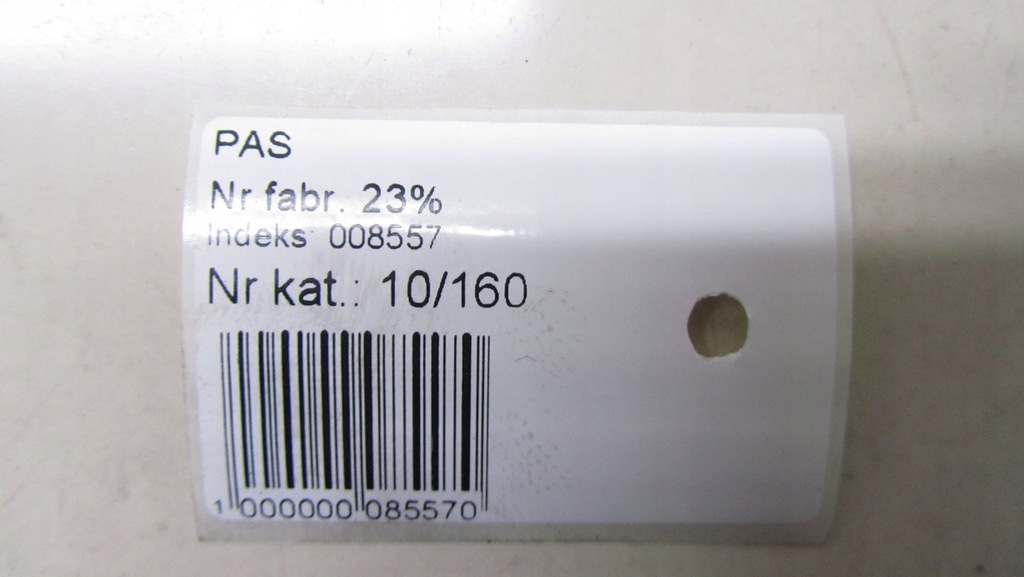 PAS
Nr fabr. 23%
Indeks: 008557
Nr kat.: 10/160
1 000000 085570